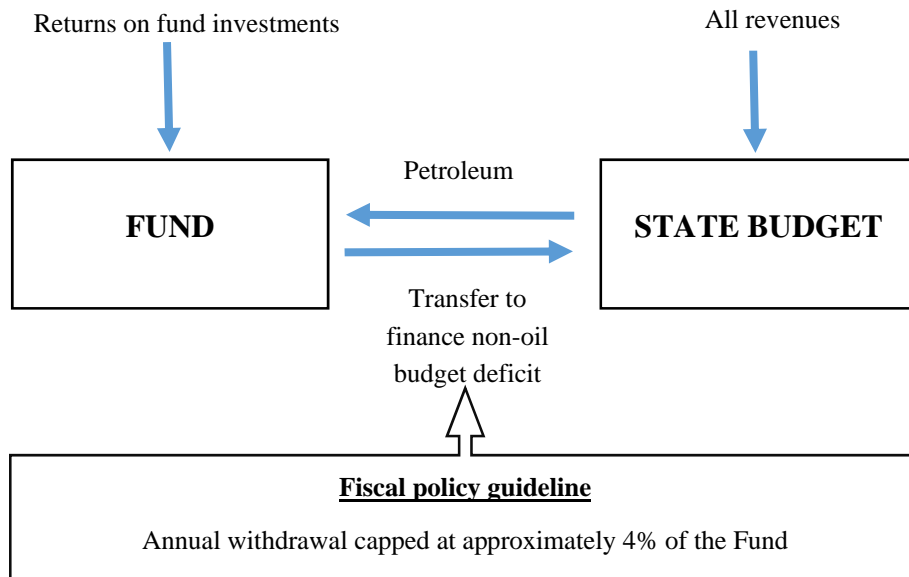 Returns on fund investments
All revenues
Petroleum
FUND
STATE BUDGET
Transfer to
finance non-oil
budget deficit
Fiscal policy guideline
Annual withdrawal capped at approximately 4% of the Fund